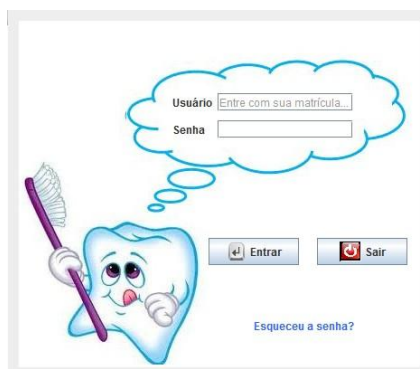 Usuário Entre com sua matrícula...
Senha
Entrar Sair
Esqueceu a senha?